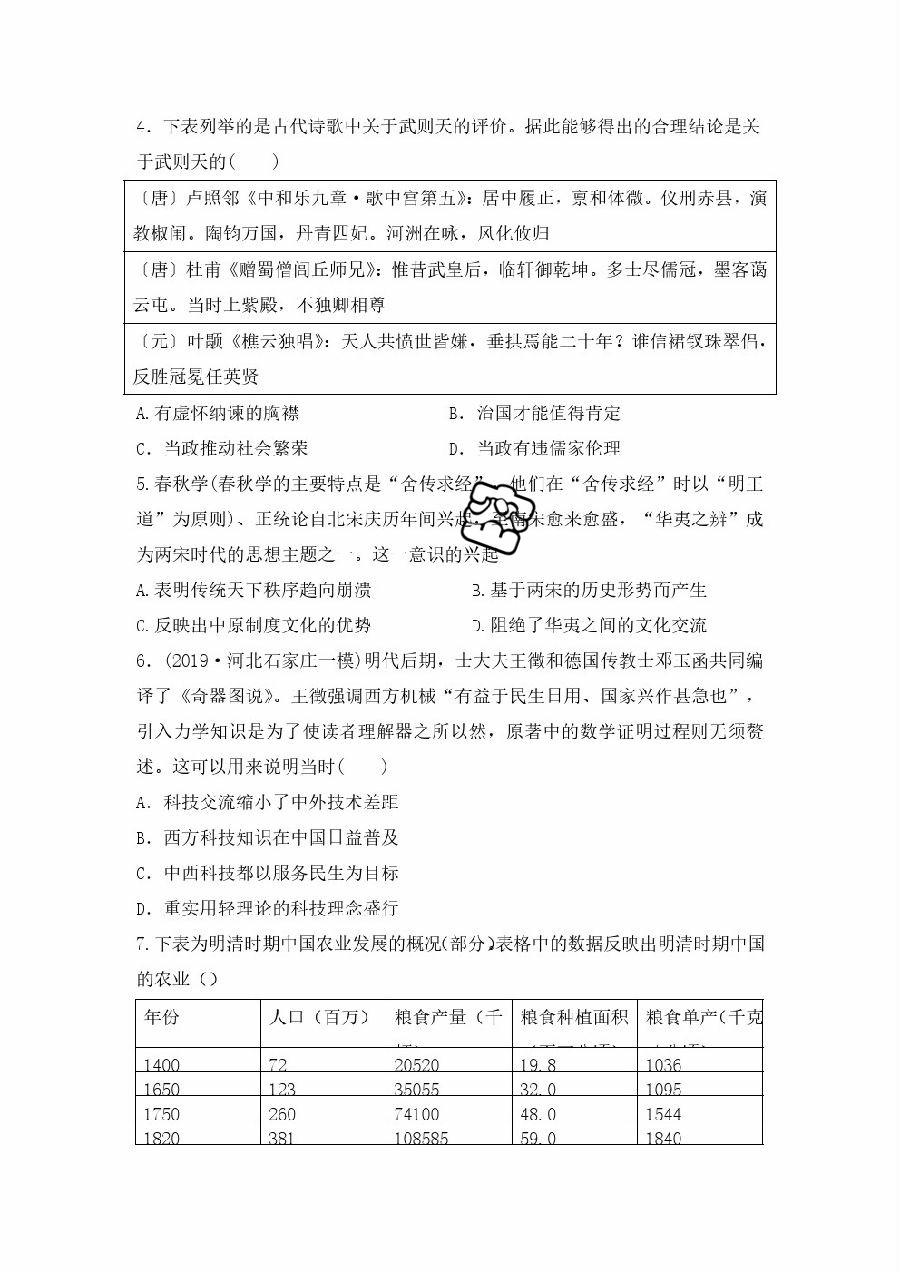 4. 下表列举的是古代诗歌中关于武则天的评价。据此能够得出的合理结论是关
于武则天的(  )
〔唐〕卢照邻《中和乐九章·歌中宫第五》：居中履正，禀和体微。仪刑赤县，演
教椒闱。陶钧万国，丹青四妃。河洲在咏，风化攸归
〔唐〕杜甫《赠蜀僧闾丘师兄》：惟昔武皇后，临轩御乾坤。多士尽儒冠，墨客蔼
云屯。当时上紫殿，不独卿相尊
〔元〕叶颙《樵云独唱》：天人共愤世皆嫌，垂拱焉能二十年？谁信裙钗珠翠侣，
反胜冠冕任英贤
A.有虚怀纳谏的胸襟 B. 治国才能值得肯定
C. 当政推动社会繁荣 D. 当政有违儒家伦理
5.春秋学(春秋学的主要特点是“舍传求经”，他们在“舍传求经”时以“明王
道”为原则)、正统论自北宋庆历年间兴起，至南宋愈来愈盛，“华夷之辨”成
为两宋时代的思想主题之一。这一意识的兴起
A.表明传统天下秩序趋向崩溃 B.基于两宋的历史形势而产生
C.反映出中原制度文化的优势 D.阻绝了华夷之间的文化交流
6. (2019·河北石家庄一模)明代后期，士大夫王徵和德国传教士邓玉函共同编
译了《奇器图说》。王徵强调西方机械“有益于民生日用、国家兴作甚急也”，
引入力学知识是为了使读者理解器之所以然，原著中的数学证明过程则无须赘
述。这可以用来说明当时(  )
A. 科技交流缩小了中外技术差距
B. 西方科技知识在中国日益普及
C. 中西科技都以服务民生为目标
D. 重实用轻理论的科技理念盛行
7.下表为明清时期中国农业发展的概况(部分)表格中的数据反映出明清时期中国
的农业（）
年份 人口（百万） 粮食产量（千 粮食种植面积 粮食单产（千克
1400 72 20520 19.8 1036
1650 123 35055 32.0 1095
1750 260 74100 48.0 1544
1820 381 108585 59.0 1840